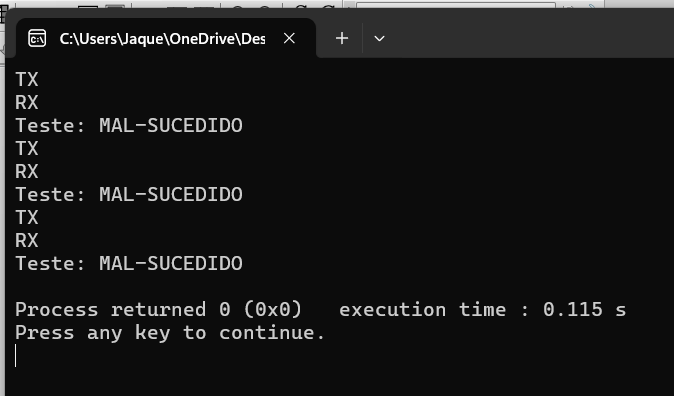 C:\Users\Jaque\OneDrive\Des
TX
RX
Teste: MAL-SUCEDIDO
TX
RX
Teste: MAL-SUCEDIDO
TX
RX
Teste: MAL-SUCEDIDO
Process returned 0 (0x0)   execution time : 0.115 s
Press any key to continue.